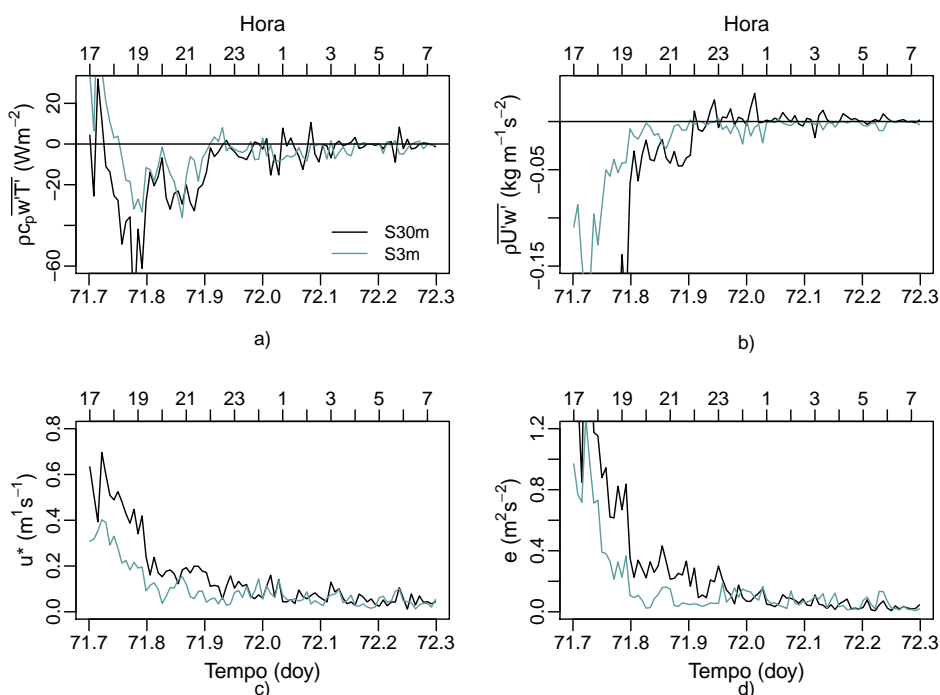 Hora
17 19 21 23 1 3 5 7
20
0
−20
−60
ρcpw'T' (Wm−2)
S30m
S3m
71.7 71.8 71.9 72.0 72.1 72.2 72.3
a)
Hora
17 19 21 23 1 3 5 7
−0.05
−0.15
ρU'w' (kg m−1s−2)
71.7 71.8 71.9 72.0 72.1 72.2 72.3
b)
17 19 21 23 1 3 5 7
0.8
0.6
0.4
0.2
0.0
u* (m1s−1)
71.7 71.8 71.9 72.0 72.1 72.2 72.3
Tempo (doy)
c)
17 19 21 23 1 3 5 7
1.2
0.8
0.4
0.0
e (m2s−2)
71.7 71.8 71.9 72.0 72.1 72.2 72.3
Tempo (doy)
d)